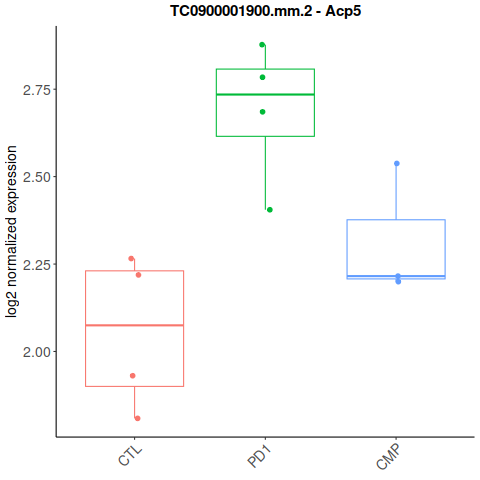 TC0900001900.mm.2 - Acp5
log2 normalized expression
2.75
2.50
2.25
2.00
CTL
PD1
CMP